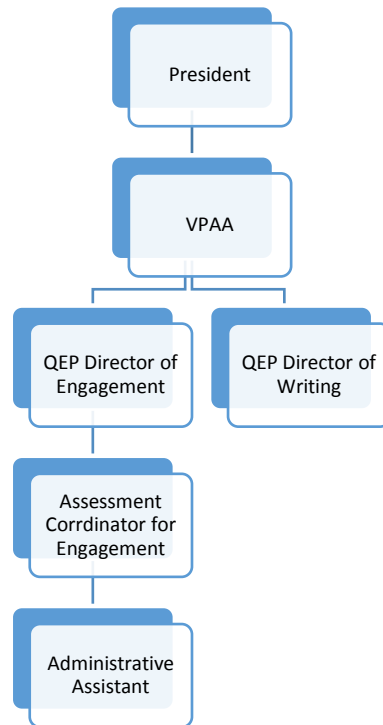 President
VPAA
QEP Director of
Engagement
QEP Director of
Writing
Assessment
Corrdinator for
Engagement
Administrative
Assistant